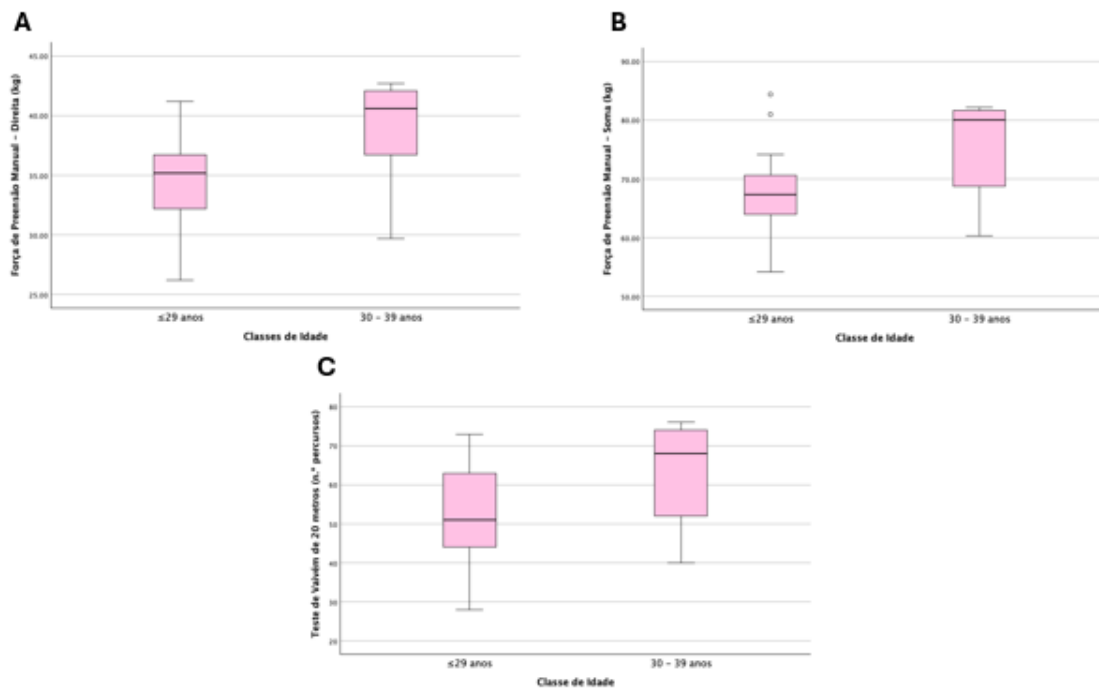 A
Força de Preensão Manual – Direita (kg)
45.00
40.00
35.00
30.00
25.00
≤29 anos
30 – 39 anos
Classes de Idade
B
Força de Preensão Manual – Soma (kg)
90.00
80.00
70.00
60.00
50.00
≤29 anos
30 – 39 anos
Classe de Idade
C
Teste de Vaivém de 20 metros (n.º percursos)
80
70
60
50
40
30
20
≤29 anos
30 – 39 anos
Classe de Idade